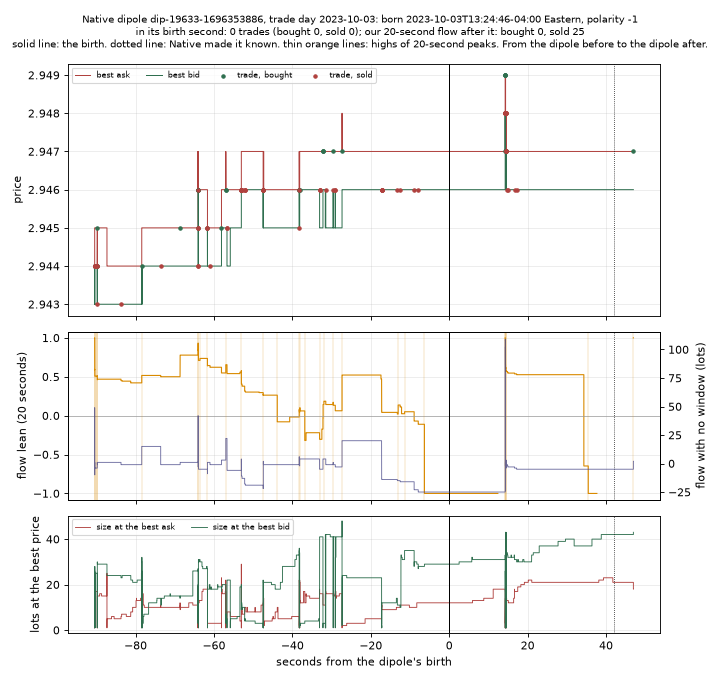 Native dipole dip-19633-1696353886, trade day 2023-10-03: born 2023-10-03T13:24:46-04:00 Eastern, polarity -1
in its birth second: 0 trades (bought 0, sold 0); our 20-second flow after it: bought 0, sold 25
solid line: the birth. dotted line: Native made it known. thin orange lines: highs of 20-second peaks. From the dipole before to the dipole after.
best ask
best bid
trade, bought
trade, sold
price
2.949
2.948
2.947
2.946
2.945
2.944
2.943
flow lean (20 seconds)
1.0
0.5
0.0
−0.5
−1.0
100
75
50
25
0
−25
flow with no window (lots)
size at the best ask
size at the best bid
lots at the best price
40
20
0
−80
−60
−40
−20
0
20
40
seconds from the dipole's birth